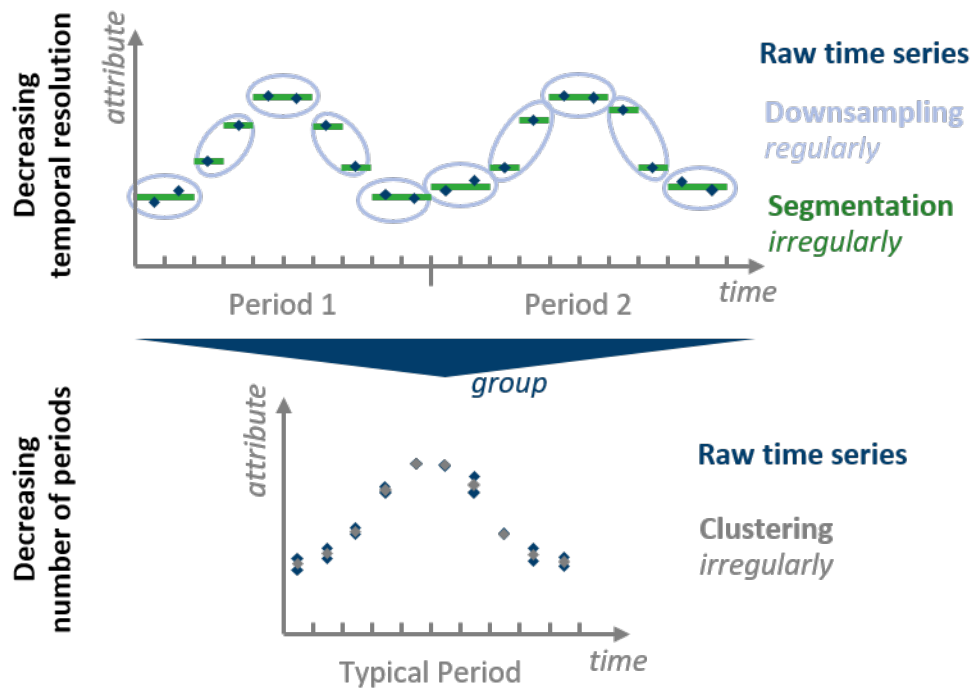 Decreasing
temporal resolution
attribute
Raw time series
Downsampling
regularly
Segmentation
irregularly
time
Period 1
Period 2
group
Decreasing
number of periods
attribute
Raw time series
Clustering
irregularly
time
Typical Period